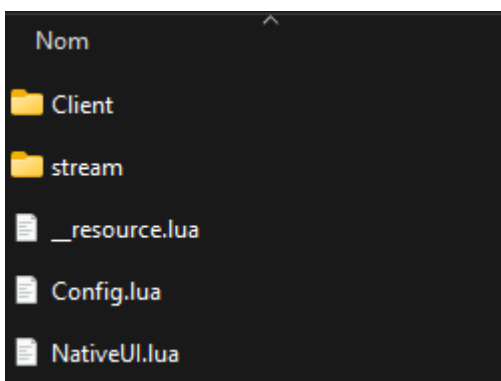 Nom
Client
stream
__resource.lua
Config.lua
NativeUI.lua